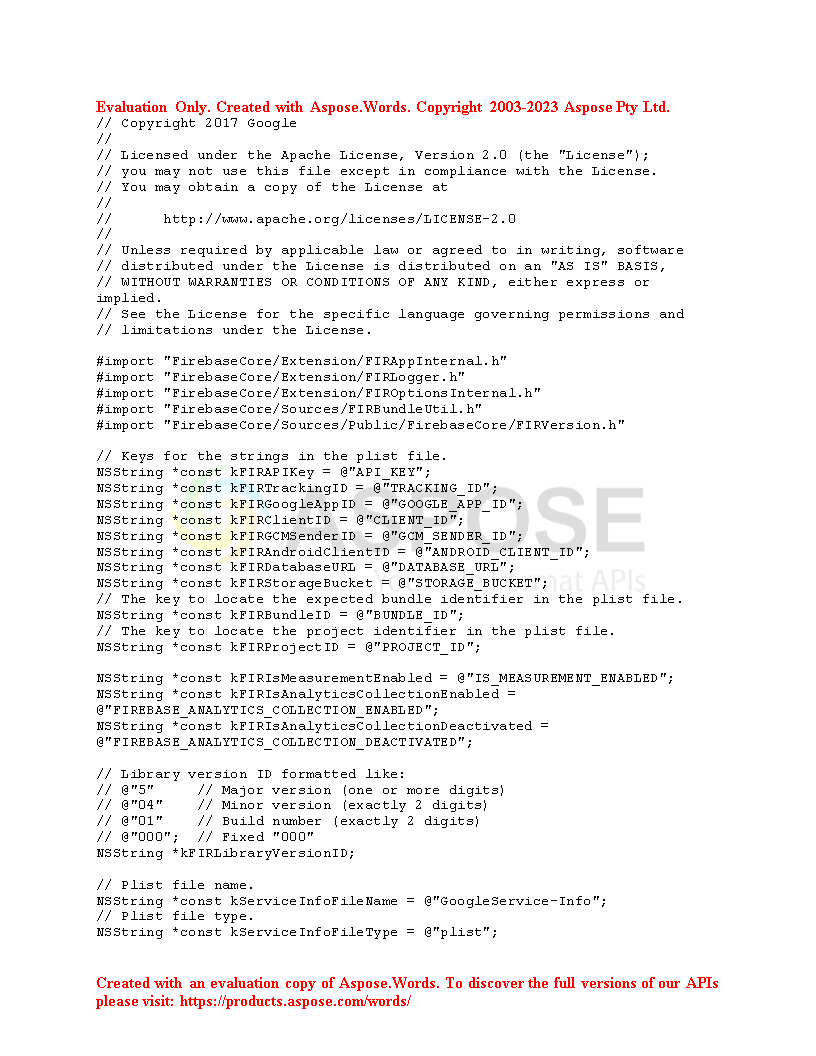 Evaluation Only. Created with Aspose.Words. Copyright 2003-2023 Aspose Pty Ltd.
// Copyright 2017 Google
//
// Licensed under the Apache License, Version 2.0 (the "License");
// you may not use this file except in compliance with the License.
// You may obtain a copy of the License at
//
//      http://www.apache.org/licenses/LICENSE-2.0
//
// Unless required by applicable law or agreed to in writing, software
// distributed under the License is distributed on an "AS IS" BASIS,
// WITHOUT WARRANTIES OR CONDITIONS OF ANY KIND, either express or
implied.
// See the License for the specific language governing permissions and
// limitations under the License.

#import "FirebaseCore/Extension/FIRAppInternal.h"
#import "FirebaseCore/Extension/FIRLogger.h"
#import "FirebaseCore/Extension/FIROptionsInternal.h"
#import "FirebaseCore/Sources/FIRBundleUtil.h"
#import "FirebaseCore/Sources/Public/FirebaseCore/FIRVersion.h"

// Keys for the strings in the plist file.
NSString *const kFIRAPIKey = @"API_KEY";
NSString *const kFIRTrackingID = @"TRACKING_ID";
NSString *const kFIRGoogleAppID = @"GOOGLE_APP_ID";
NSString *const kFIRClientID = @"CLIENT_ID";
NSString *const kFIRGCMSenderID = @"GCM_SENDER_ID";
NSString *const kFIRAndroidClientID = @"ANDROID_CLIENT_ID";
NSString *const kFIRDatabaseURL = @"DATABASE_URL";
NSString *const kFIRStorageBucket = @"STORAGE_BUCKET";
// The key to locate the expected bundle identifier in the plist file.
NSString *const kFIRBundleID = @"BUNDLE_ID";
// The key to locate the project identifier in the plist file.
NSString *const kFIRProjectID = @"PROJECT_ID";

NSString *const kFIRIsMeasurementEnabled = @"IS_MEASUREMENT_ENABLED";
NSString *const kFIRIsAnalyticsCollectionEnabled =
@"FIREBASE_ANALYTICS_COLLECTION_ENABLED";
NSString *const kFIRIsAnalyticsCollectionDeactivated =
@"FIREBASE_ANALYTICS_COLLECTION_DEACTIVATED";

// Library version ID formatted like:
// @"5"     // Major version (one or more digits)
// @"04"    // Minor version (exactly 2 digits)
// @"01"    // Build number (exactly 2 digits)
// @"000";  // Fixed "000"
NSString *kFIRLibraryVersionID;

// Plist file name.
NSString *const kServiceInfoFileName = @"GoogleService-Info";
// Plist file type.
NSString *const kServiceInfoFileType = @"plist";

ASPOSE
APIs
Created with an evaluation copy of Aspose.Words. To discover the full versions of our APIs
please visit: https://products.aspose.com/words/